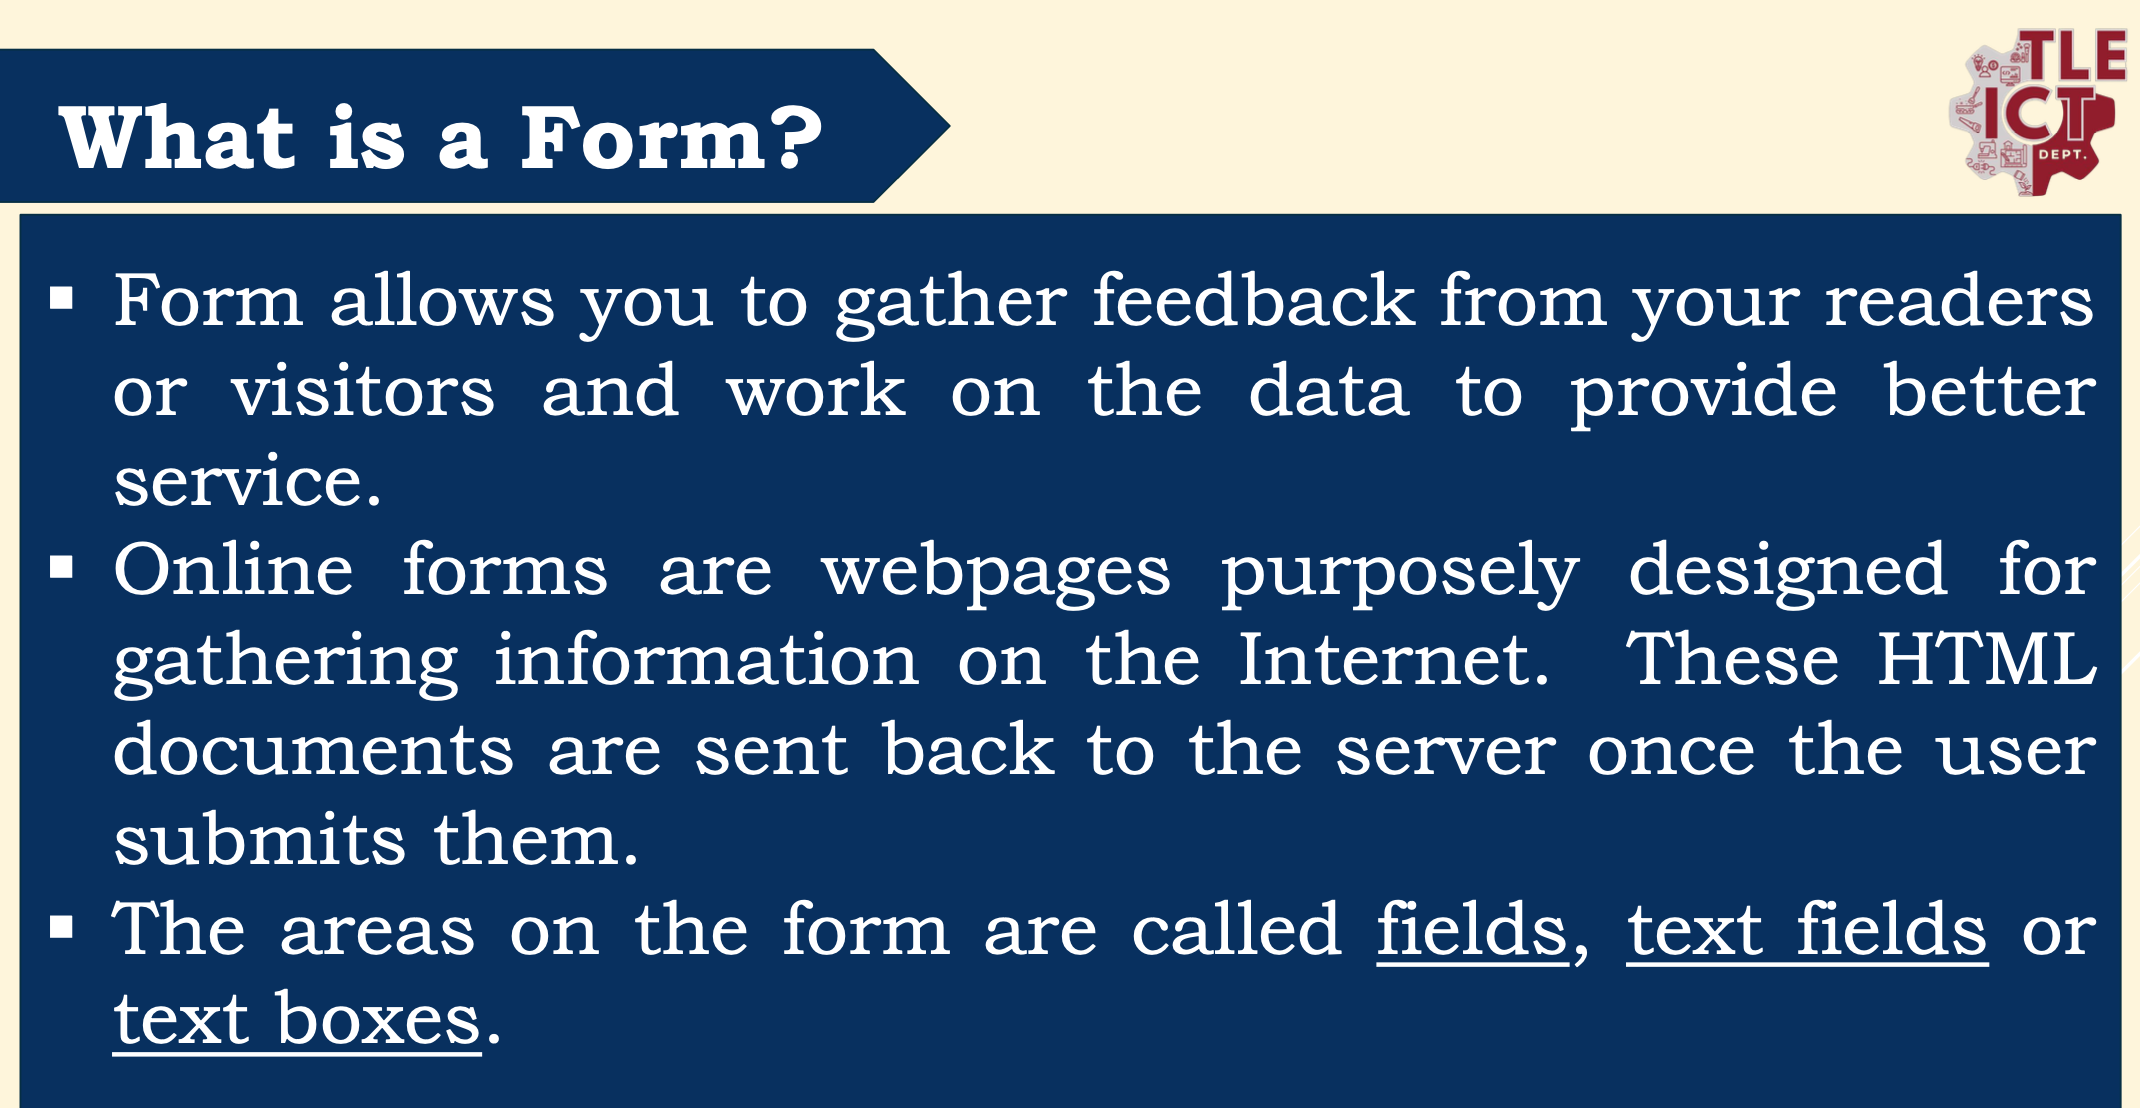 What is a Form?
TLE
ICT
DEPT.
▪ Form allows you to gather feedback from your readers
or visitors and work on the data to provide better
service.
▪ Online forms are webpages purposely designed for
gathering information on the Internet.  These HTML
documents are sent back to the server once the user
submits them.
▪ The areas on the form are called fields, text fields or
text boxes.